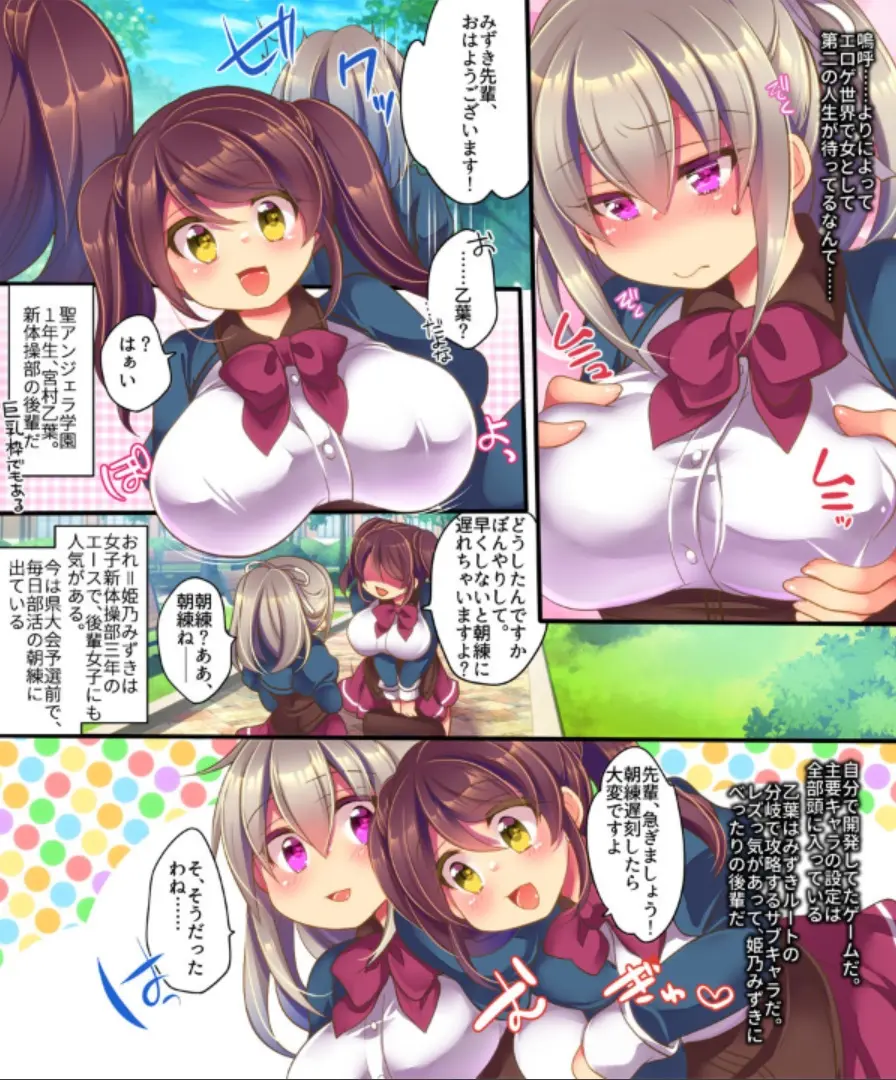 嗚呼……よりによって
エロゲ世界で女として
第二の人生が待ってるなんて……
ぞく
ぞく
ム二…
ムニッ
みずき先輩、
おはようございます!
ゼッ
ワッ
お
……乙葉?
だよな
?
はぁい
ぽ
よ、
聖アンジェラ学園
1年生、宮村乙葉。
新体操部の後輩だ
巨乳枠でもある
どうしたんですか
ぼんやりして。
早くしないと朝練に
遅れちゃいますよ?
朝練?ああ、
朝練ね――
おれ=姫乃みずきは
女子新体操部三年の
エースで、後輩女子にも
人気がある。
今は県大会予選前で、
毎日部活の朝練に
出ている
自分で開発してたゲームだ。
主要キャラの設定は
全部頭に入っている
乙葉はみずきルートの
分岐で攻略するサブキャラだ。
レズっ気があって、姫乃みずきに
べったりの後輩だ
先輩、急ぎましょう!
朝練遅刻したら
大変ですよ
そ、そうだった
わね……
はっ
ぎゅ♡